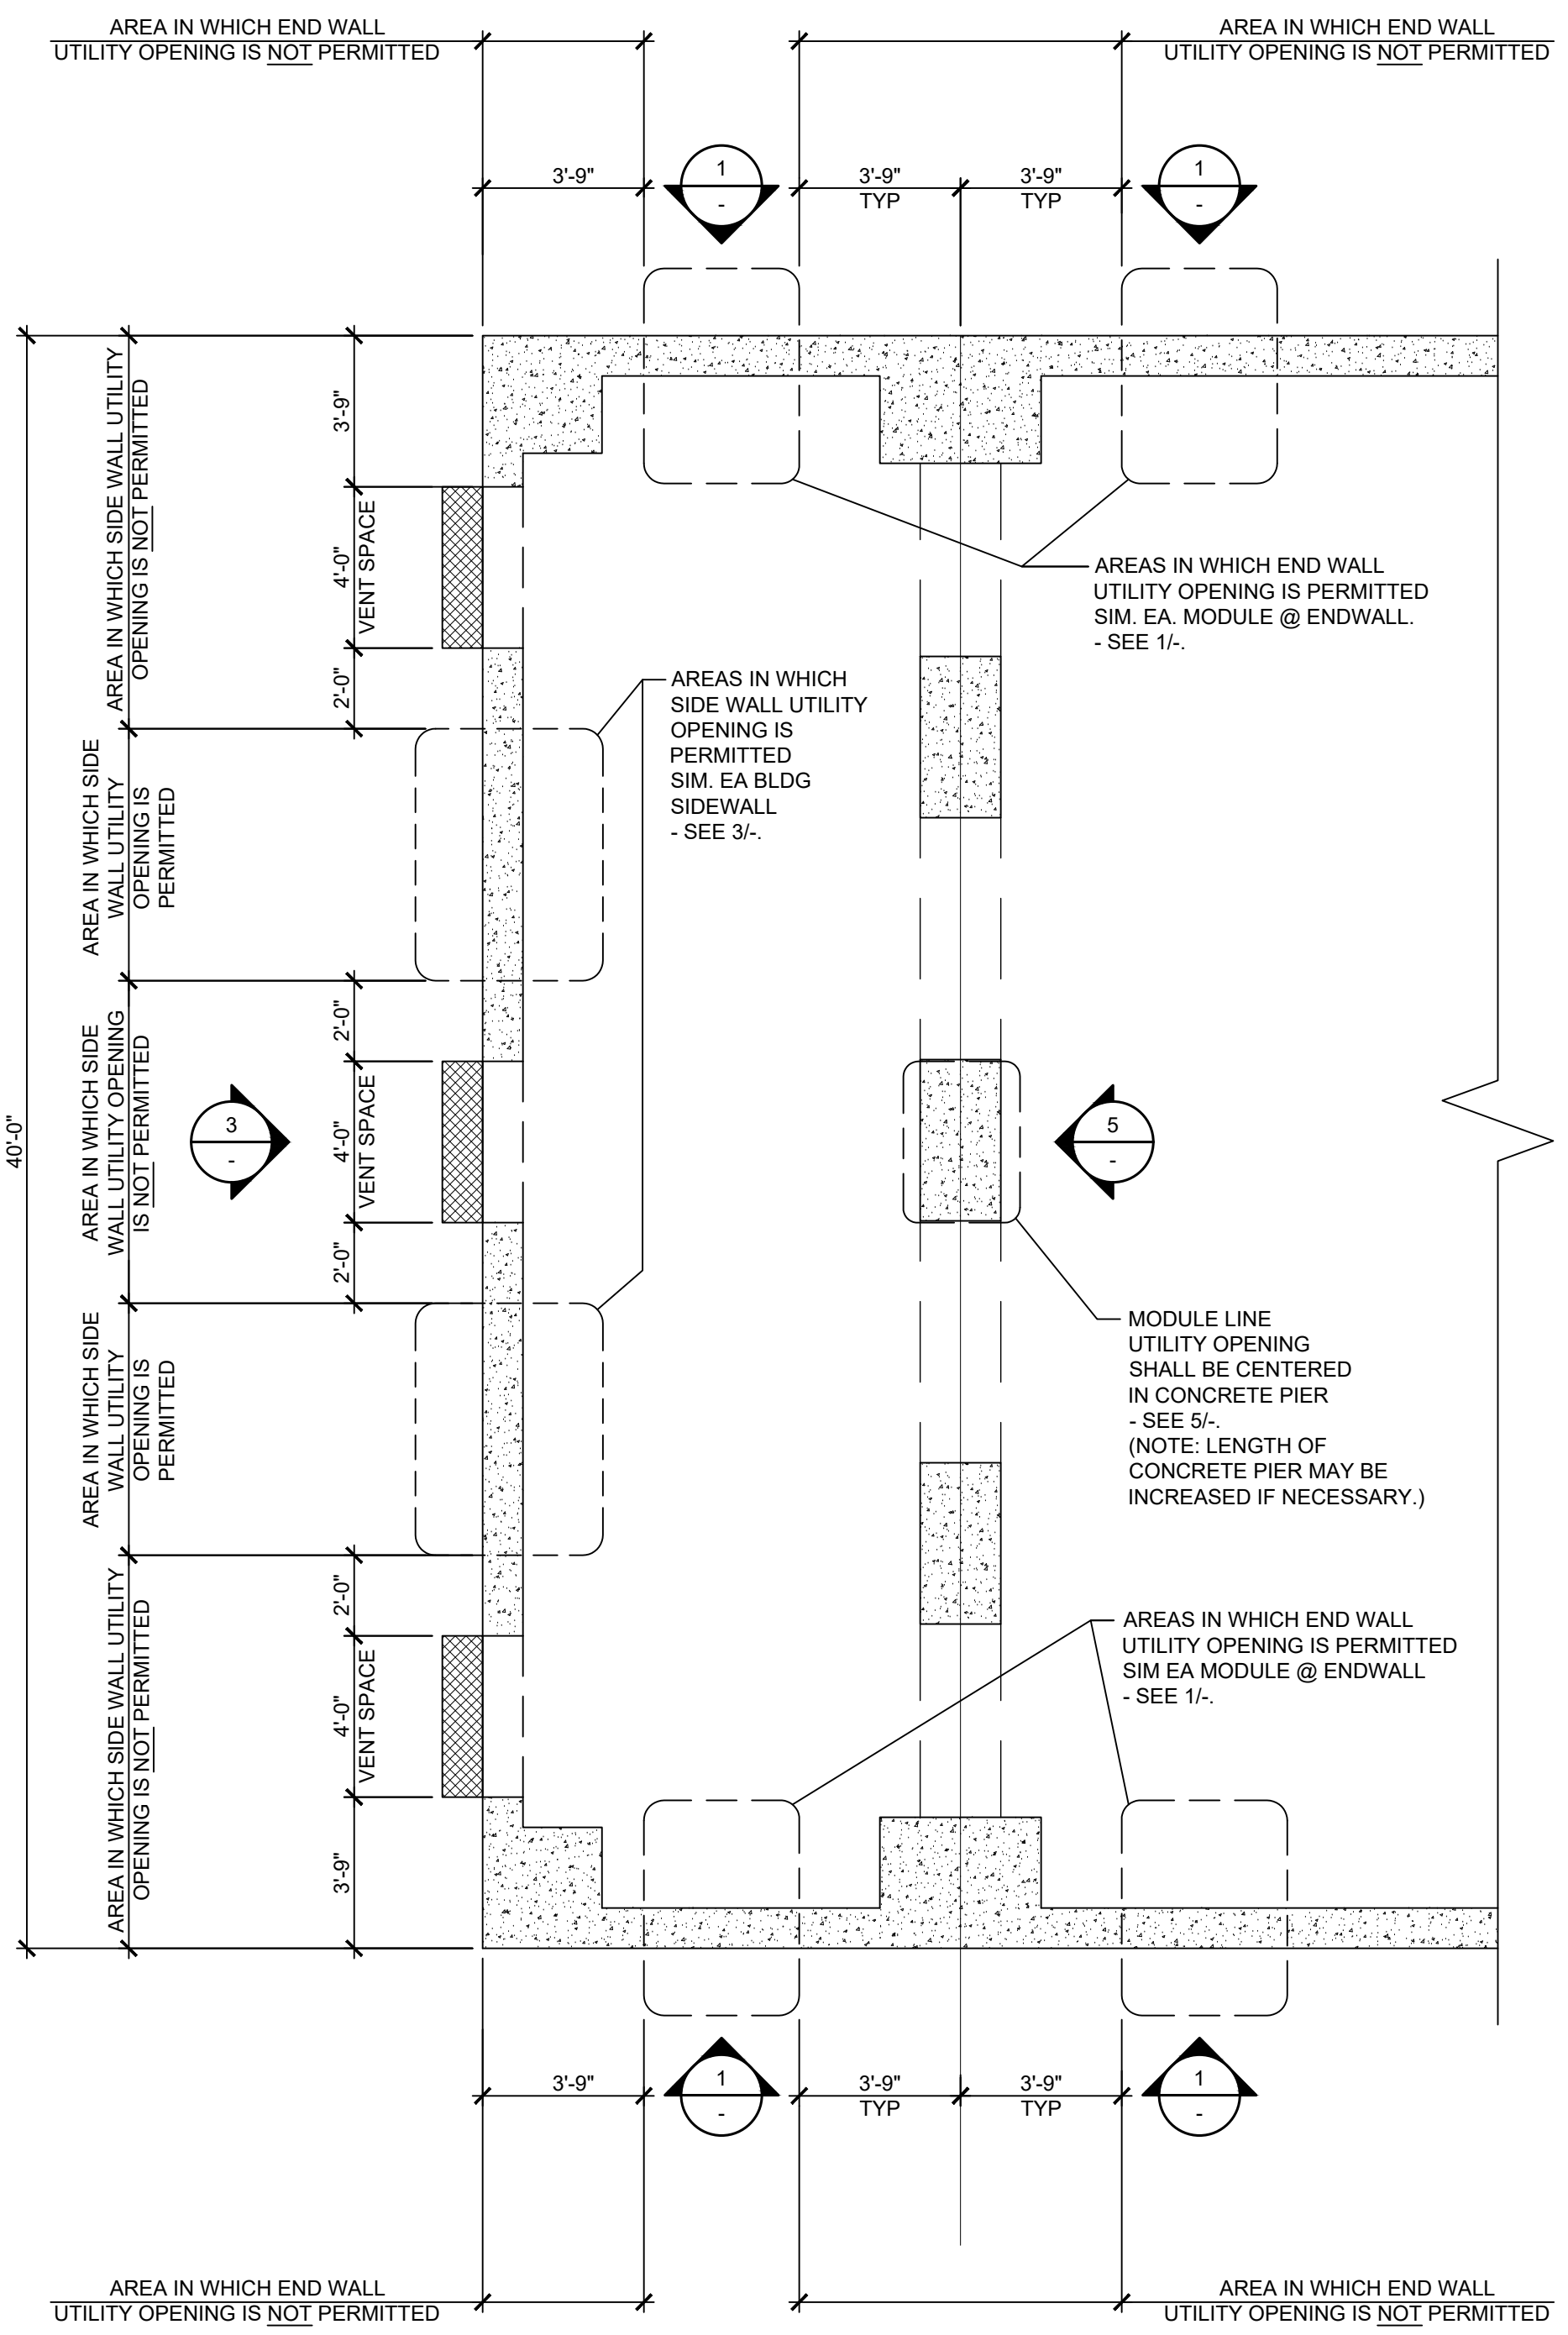 AREA IN WHICH END WALL
UTILITY OPENING IS NOT PERMITTED
AREA IN WHICH END WALL
UTILITY OPENING IS NOT PERMITTED
3'-9"
1
-
3'-9"
TYP
3'-9"
TYP
1
-
40'-0"
AREA IN WHICH SIDE WALL UTILITY
OPENING IS NOT PERMITTED
3'-9"
4'-0"
VENT SPACE
2'-0"
AREAS IN WHICH END WALL
UTILITY OPENING IS PERMITTED
SIM. EA. MODULE @ ENDWALL.
- SEE 1/-.
AREAS IN WHICH
SIDE WALL UTILITY
OPENING IS
PERMITTED
SIM. EA BLDG
SIDEWALL
- SEE 3/-.
AREA IN WHICH SIDE
WALL UTILITY
OPENING IS
PERMITTED
AREA IN WHICH SIDE
WALL UTILITY OPENING
IS NOT PERMITTED
2'-0"
4'-0"
VENT SPACE
2'-0"
3
-
5
-
MODULE LINE
UTILITY OPENING
SHALL BE CENTERED
IN CONCRETE PIER
- SEE 5/-.
(NOTE: LENGTH OF
CONCRETE PIER MAY BE
INCREASED IF NECESSARY.)
AREA IN WHICH SIDE
WALL UTILITY
OPENING IS
PERMITTED
AREA IN WHICH SIDE WALL UTILITY
OPENING IS NOT PERMITTED
2'-0"
4'-0"
VENT SPACE
3'-9"
AREAS IN WHICH END WALL
UTILITY OPENING IS PERMITTED
SIM EA MODULE @ ENDWALL
- SEE 1/-.
3'-9"
1
-
3'-9"
TYP
3'-9"
TYP
1
-
AREA IN WHICH END WALL
UTILITY OPENING IS NOT PERMITTED
AREA IN WHICH END WALL
UTILITY OPENING IS NOT PERMITTED